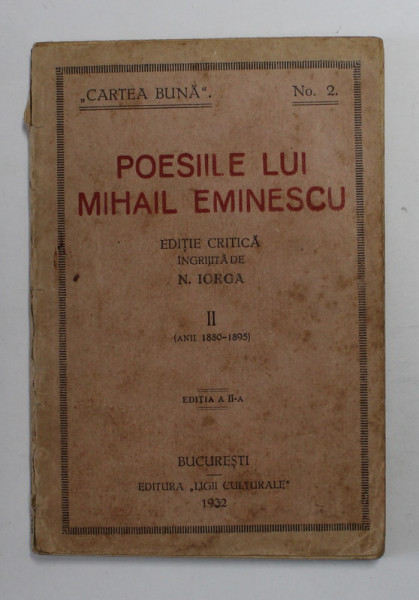 „CARTEA BUNĂ“. No. 2.
POESIILE LUI
MIHAIL EMINESCU
EDIȚIE CRITICĂ
INGRIJITĂ DE
N. IORGA
II
(ANII 1880-1895)
EDIȚIA A II-A
BUCUREȘTI
EDITURA „LIGII CULTURALE“
1932